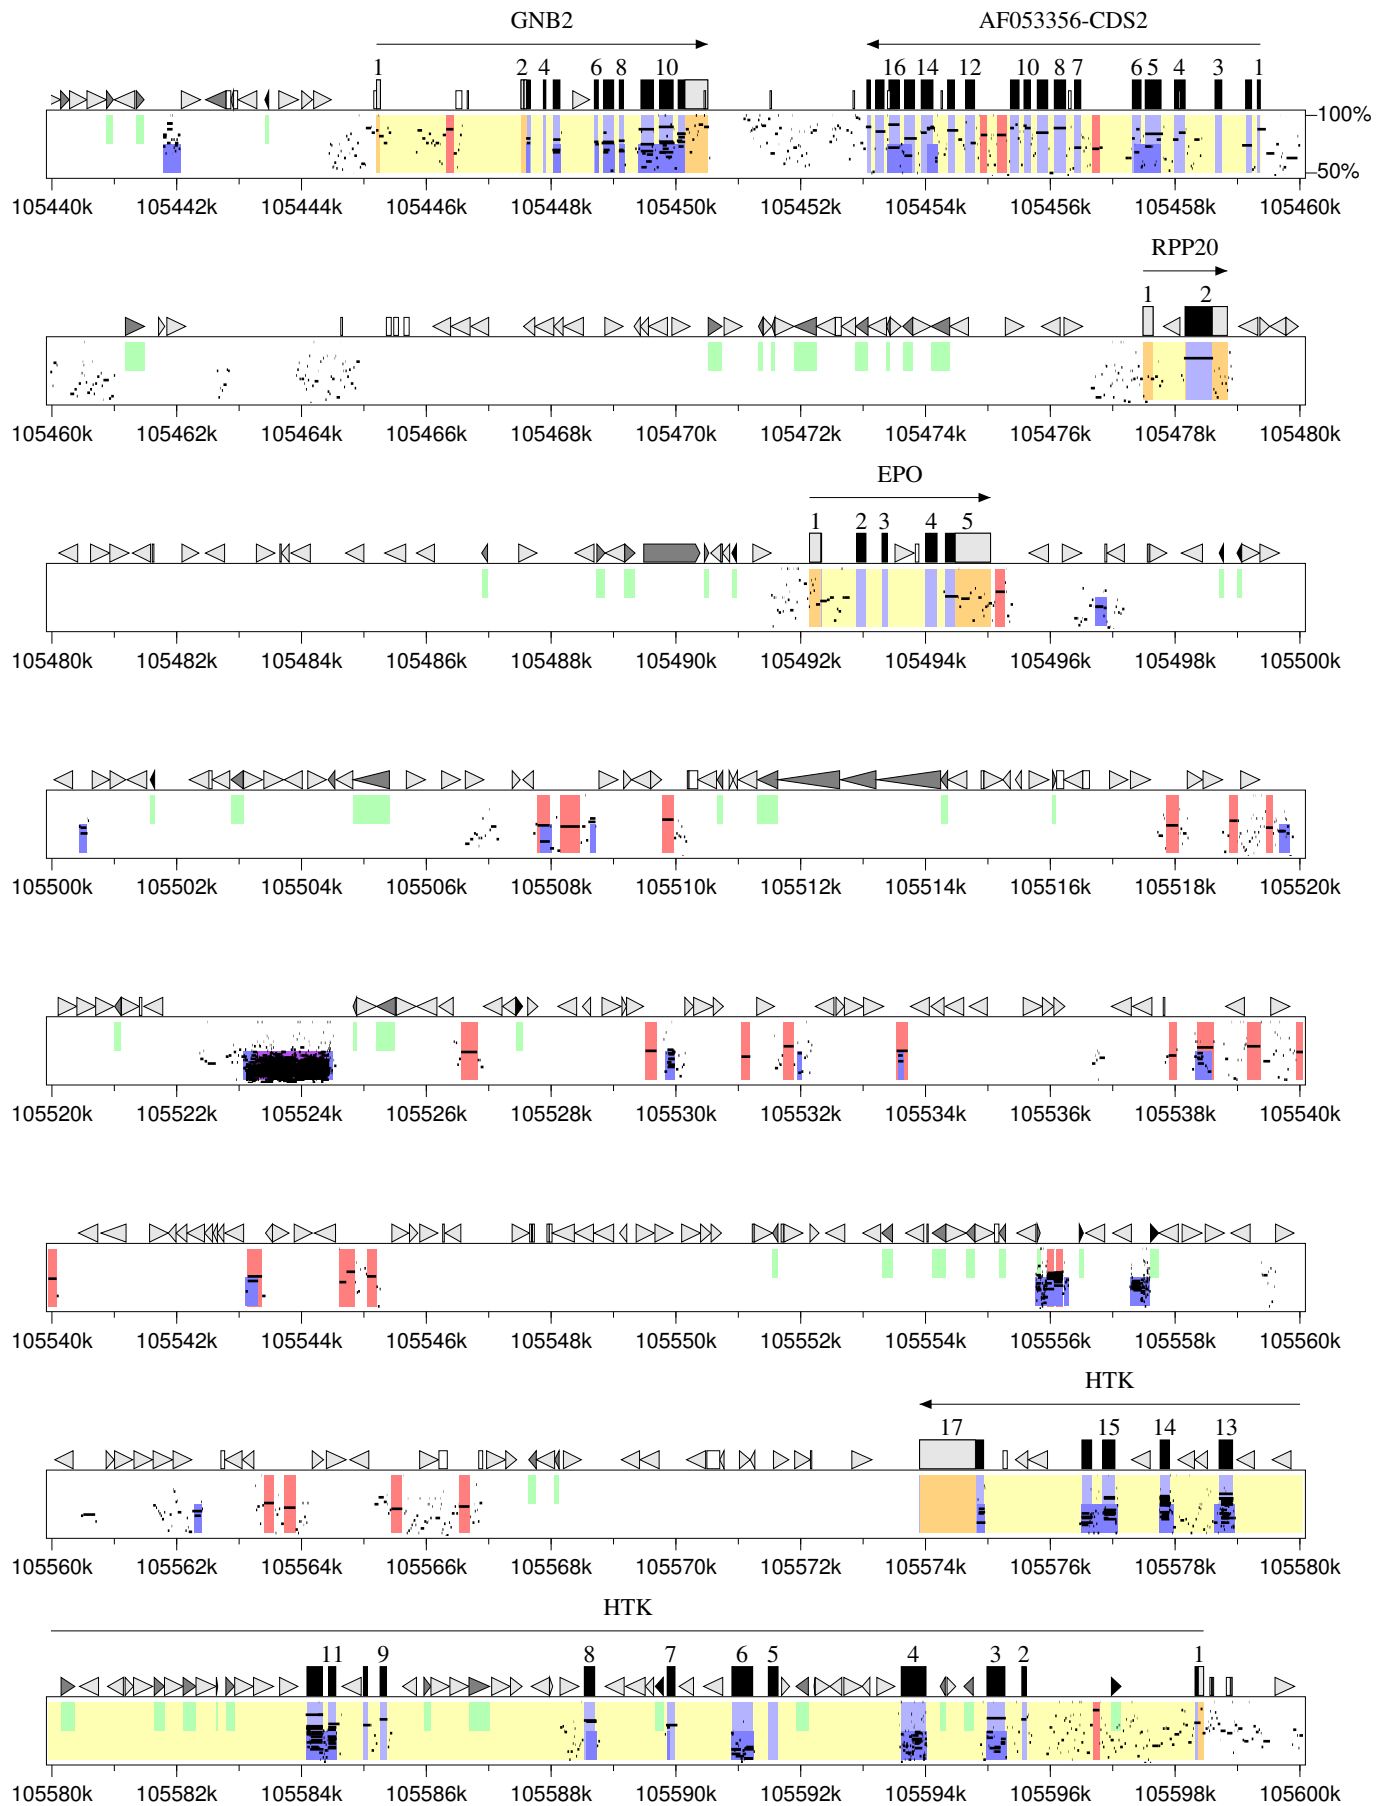 GNB2 AF053356-CDS2
1 2 4 6 8 10 16 14 12 10 8 7 6 5 4 3 1
100%
50%
105440k 105442k 105444k 105446k 105448k 105450k 105452k 105454k 105456k 105458k 105460k
RPP20
1 2
105460k 105462k 105464k 105466k 105468k 105470k 105472k 105474k 105476k 105478k 105480k
EPO
1 2 3 4 5
105480k 105482k 105484k 105486k 105488k 105490k 105492k 105494k 105496k 105498k 105500k
105500k 105502k 105504k 105506k 105508k 105510k 105512k 105514k 105516k 105518k 105520k
105520k 105522k 105524k 105526k 105528k 105530k 105532k 105534k 105536k 105538k 105540k
105540k 105542k 105544k 105546k 105548k 105550k 105552k 105554k 105556k 105558k 105560k
HTK
17 15 14 13
105560k 105562k 105564k 105566k 105568k 105570k 105572k 105574k 105576k 105578k 105580k
HTK
11 9 8 7 6 5 4 3 2 1
105580k 105582k 105584k 105586k 105588k 105590k 105592k 105594k 105596k 105598k 105600k